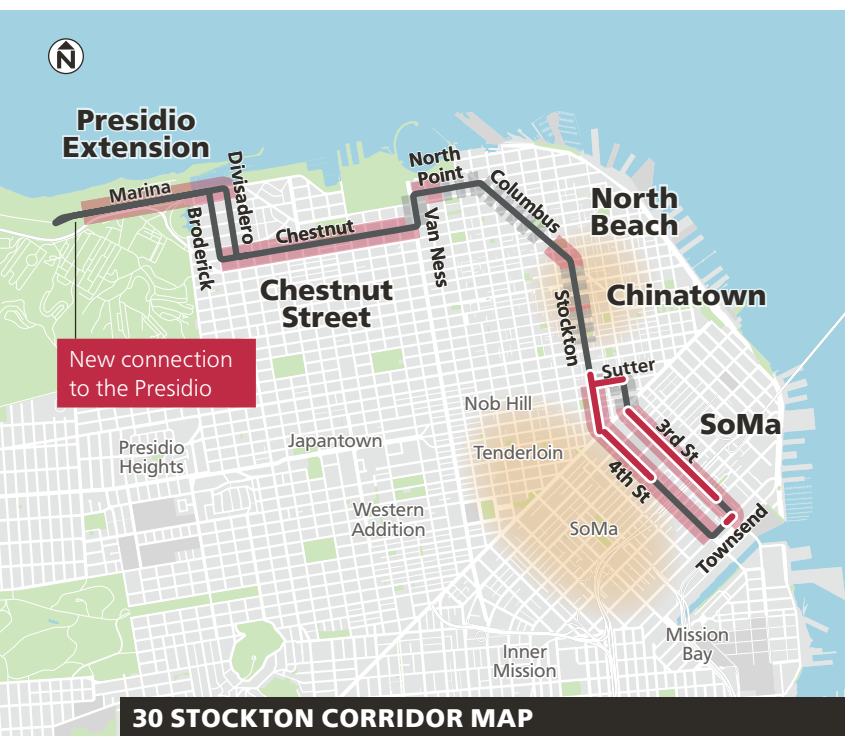 N
Presidio
Extension
Marina
Divisadero
Broderick
Chestnut
North
Point
Van Ness
Columbus
North
Beach
Chestnut
Street
Stockton
Chinatown
New connection
to the Presidio
Sutter
Nob Hill
SoMa
3rd St
Presidio
Heights
Japantown
Tenderloin
4th St
Western
Addition
SoMa
Townsend
Inner
Mission
Mission
Bay
30 STOCKTON CORRIDOR MAP